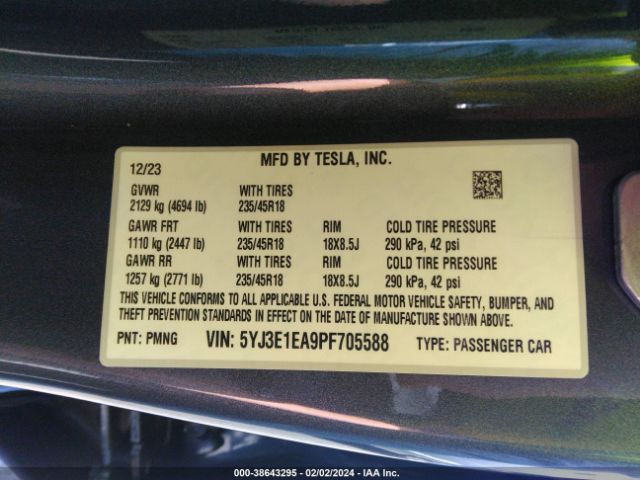 MFD BY TESLA, INC.
12/23
GVWR WITH TIRES
2129 kg (4694 lb) 235/45R18
GAWR FRT WITH TIRES RIM COLD TIRE PRESSURE
1110 kg (2447 lb) 235/45R18 18X8.5J 290 kPa, 42 psi
GAWR RR WITH TIRES RIM COLD TIRE PRESSURE
1257 kg (2771 lb) 235/45R18 18X8.5J 290 kPa, 42 psi
THIS VEHICLE CONFORMS TO ALL APPLICABLE U.S. FEDERAL MOTOR VEHICLE SAFETY, BUMPER, AND
THEFT PREVENTION STANDARDS IN EFFECT ON THE DATE OF MANUFACTURE SHOWN ABOVE.
PNT: PMNG VIN: 5YJ3E1EA9PF705588 TYPE: PASSENGER CAR
000-38643295 - 02/02/2024 - IAA Inc.